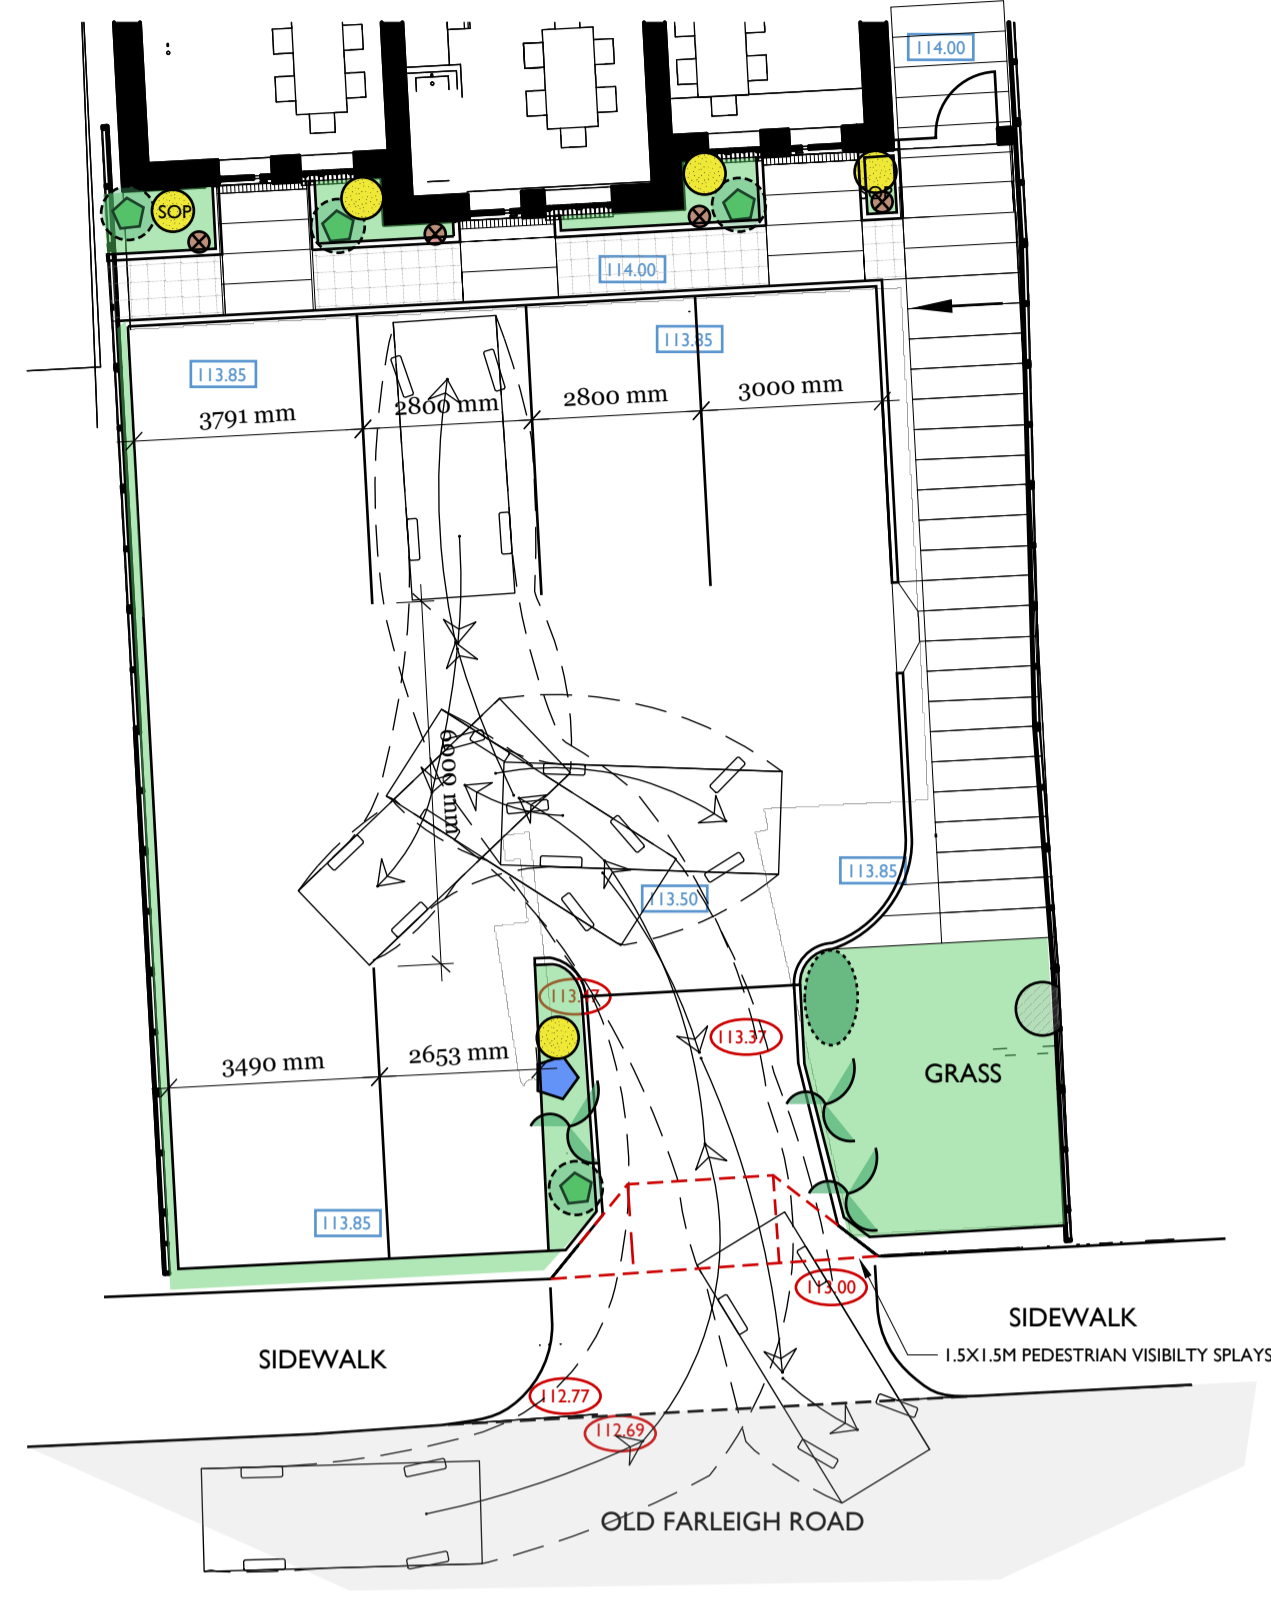 114.00
SOP
114.00
113.85
113.85
3791 mm
2800 mm
2800 mm
3000 mm
6000 mm
113.85
113.50
113.37
3490 mm
2653 mm
GRASS
113.85
113.00
SIDEWALK
SIDEWALK
1.5X1.5M PEDESTRIAN VISIBILTY SPLAYS
112.77
112.69
OLD FARLEIGH ROAD